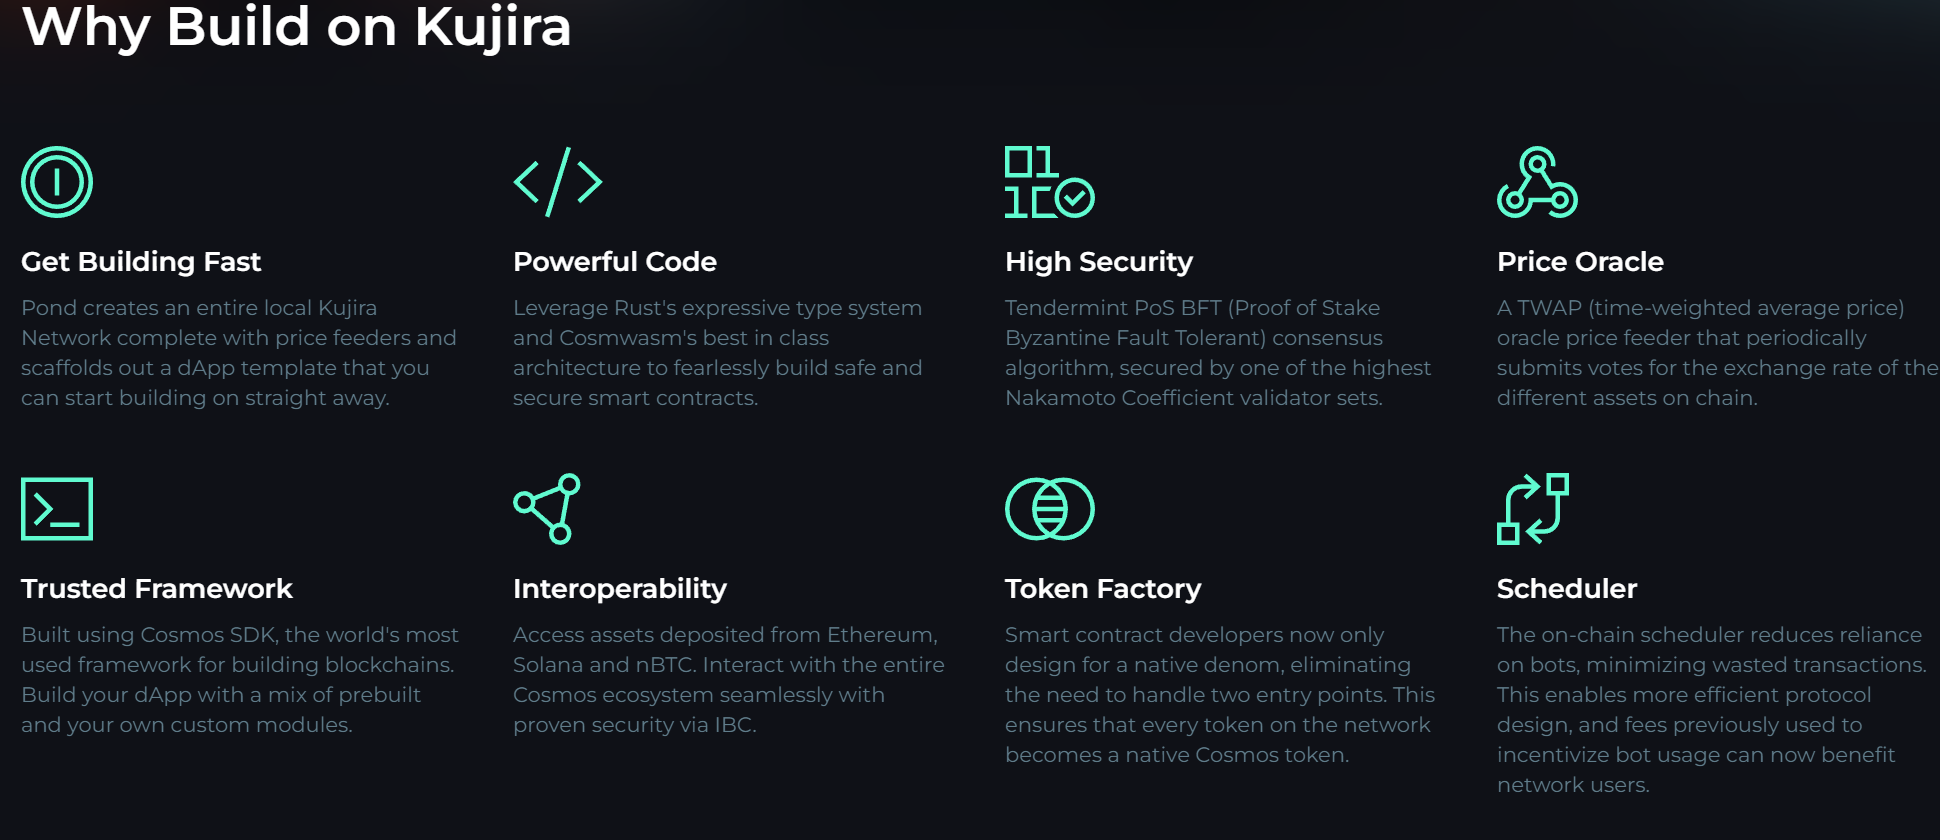 Why Build on Kujira
Get Building Fast
Pond creates an entire local Kujira
Network complete with price feeders and
scaffolds out a dApp template that you
can start building on straight away.
Powerful Code
Leverage Rust's expressive type system
and Cosmwasm's best in class
architecture to fearlessly build safe and
secure smart contracts.
High Security
Tendermint PoS BFT (Proof of Stake
Byzantine Fault Tolerant) consensus
algorithm, secured by one of the highest
Nakamoto Coefficient validator sets.
Price Oracle
A TWAP (time-weighted average price)
oracle price feeder that periodically
submits votes for the exchange rate of the
different assets on chain.
Trusted Framework
Built using Cosmos SDK, the world's most
used framework for building blockchains.
Build your dApp with a mix of prebuilt
and your own custom modules.
Interoperability
Access assets deposited from Ethereum,
Solana and nBTC. Interact with the entire
Cosmos ecosystem seamlessly with
proven security via IBC.
Token Factory
Smart contract developers now only
design for a native denom, eliminating
the need to handle two entry points. This
ensures that every token on the network
becomes a native Cosmos token.
Scheduler
The on-chain scheduler reduces reliance
on bots, minimizing wasted transactions.
This enables more efficient protocol
design, and fees previously used to
incentivize bot usage can now benefit
network users.